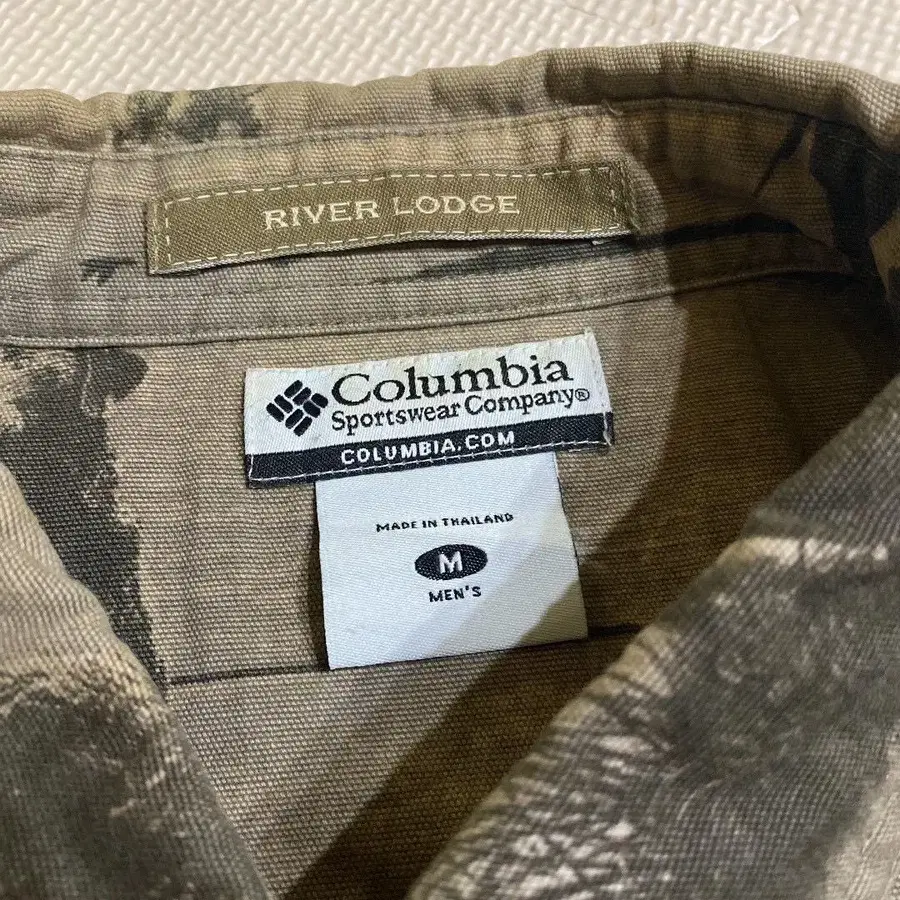 RIVER LODGE
Columbia
Sportswear Company®
COLUMBIA.COM
MADE IN THAILAND
M
MEN'S